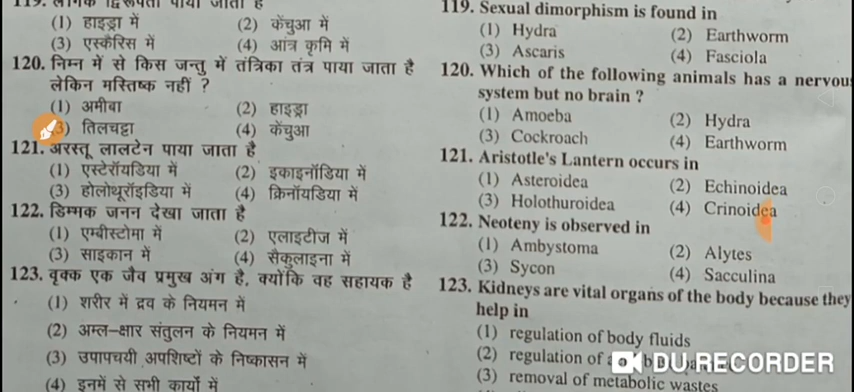 119. लैंगिक द्विरूपता पायी जाती है
(1) हाइड्रा में (2) केंचुआ में
(3) एस्कैरिस में (4) आंत्र कृमि में
120. निम्न में से किस जन्तु में तंत्रिका तंत्र पाया जाता है
लेकिन मस्तिष्क नहीं ?
(1) अमीबा (2) हाइड्रा
3) तिलचट्टा (4) केंचुआ
121. अरस्तू लालटेन पाया जाता है
(1) एस्टेरॉयडिया में (2) इकाइनॉडिया में
(3) होलोथूरॉइडिया में (4) क्रिनॉयडिया में
122. डिम्भक जनन देखा जाता है
(1) एम्बीस्टोमा में (2) एलाइटीज में
(3) साइकान में (4) सैकुलाइना में
123. वृक्क एक जैव प्रमुख अंग है, क्योंकि वह सहायक है
(1) शरीर में द्रव के नियमन में
(2) अम्ल-क्षार संतुलन के नियमन में
(3) उपापचयी अपशिष्टों के निष्कासन में
(4) इनमें से सभी कार्यों में
119. Sexual dimorphism is found in
(1) Hydra (2) Earthworm
(3) Ascaris (4) Fasciola
120. Which of the following animals has a nervous
system but no brain ?
(1) Amoeba (2) Hydra
(3) Cockroach (4) Earthworm
121. Aristotle's Lantern occurs in
(1) Asteroidea (2) Echinoidea
(3) Holothuroidea (4) Crinoidea
122. Neoteny is observed in
(1) Ambystoma (2) Alytes
(3) Sycon (4) Sacculina
123. Kidneys are vital organs of the body because they
help in
(1) regulation of body fluids
(2) regulation of
(3) removal of metabolic wastes
DU RECORDER